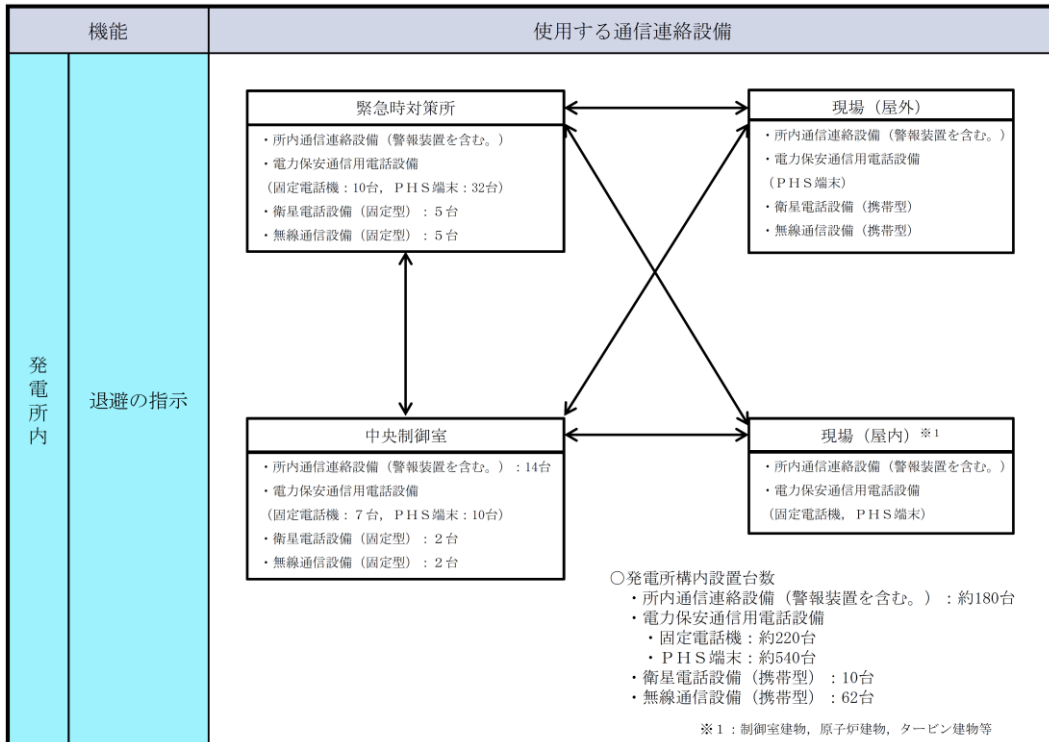 機能
使用する通信連絡設備
発電所内
退避の指示
緊急時対策所
・所内通信連絡設備（警報装置を含む。）
・電力保安通信用電話設備
（固定電話機：10台，ＰＨＳ端末：32台）
・衛星電話設備（固定型）：５台
・無線通信設備（固定型）：５台
現場（屋外）
・所内通信連絡設備（警報装置を含む。）
・電力保安通信用電話設備
（ＰＨＳ端末）
・衛星電話設備（携帯型）
・無線通信設備（携帯型）
中央制御室
・所内通信連絡設備（警報装置を含む。）：14台
・電力保安通信用電話設備
（固定電話機：７台，ＰＨＳ端末：10台）
・衛星電話設備（固定型）：２台
・無線通信設備（固定型）：２台
現場（屋内）※１
・所内通信連絡設備（警報装置を含む。）
・電力保安通信用電話設備
（固定電話機，ＰＨＳ端末）
○発電所構内設置台数
・所内通信連絡設備（警報装置を含む。）：約180台
・電力保安通信用電話設備
・固定電話機：約220台
・ＰＨＳ端末：約540台
・衛星電話設備（携帯型）：10台
・無線通信設備（携帯型）：62台
※１：制御室建物，原子炉建物，タービン建物等